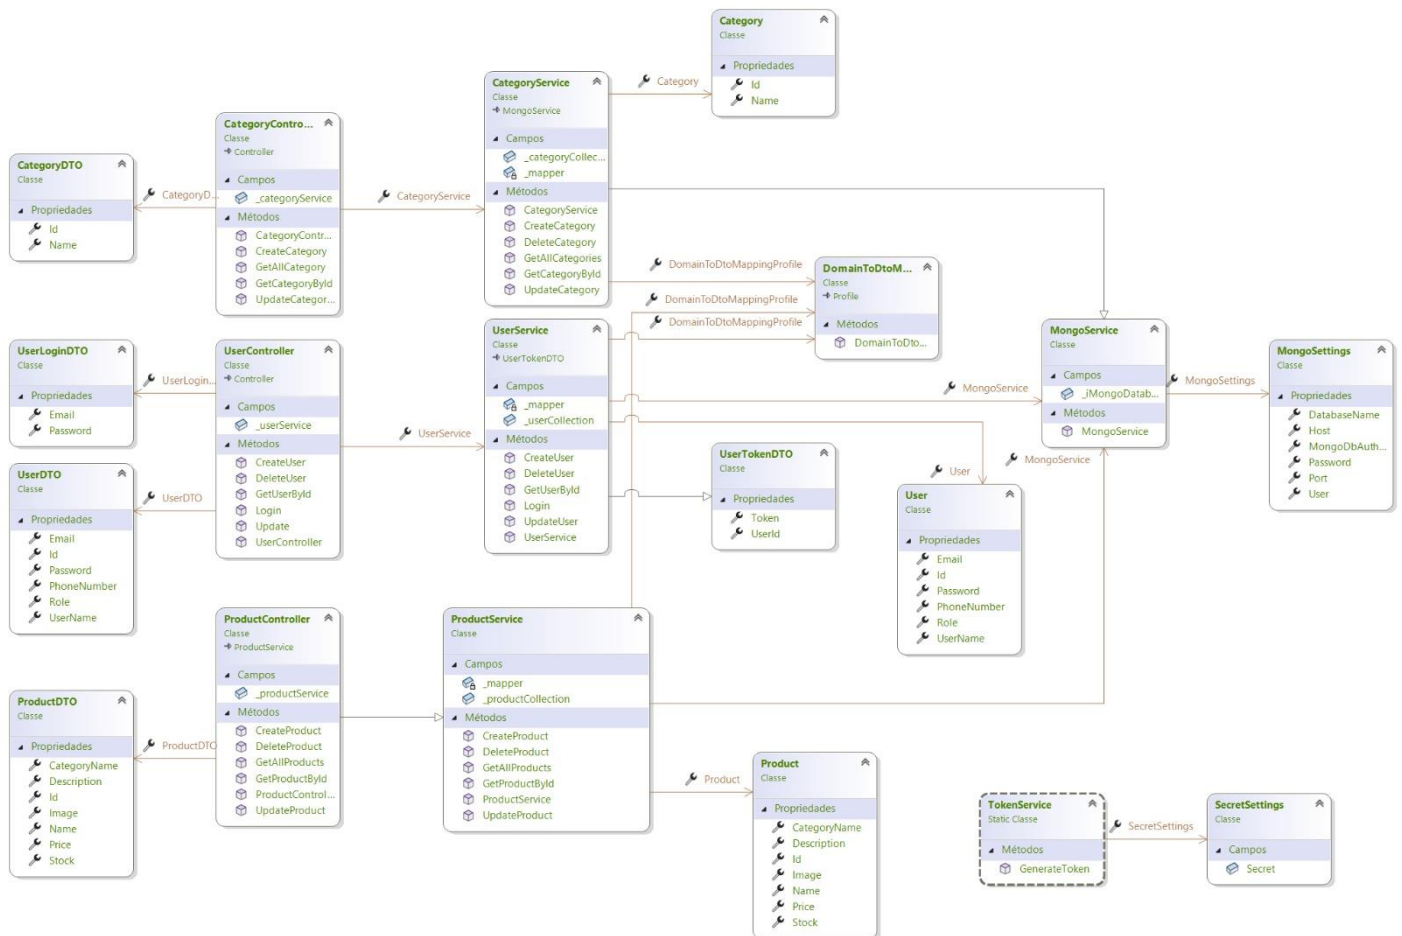 Category
Classe
Propriedades
Id
Name
Category
CategoryService
Classe
MongoService
Campos
_categoryCollec...
_mapper
Métodos
CategoryService
CreateCategory
DeleteCategory
GetAllCategories
GetCategoryById
UpdateCategory
CategoryContro...
Classe
Controller
Campos
_categoryService
Métodos
CategoryContr...
CreateCategory
GetAllCategory
GetCategoryById
UpdateCategor...
CategoryService
CategoryDTO
Classe
Propriedades
Id
Name
CategoryD...
DomainToDtoMappingProfile
DomainToDtoMappingProfile
DomainToDtoMappingProfile
DomainToDtoM...
Classe
Profile
Métodos
DomainToDto...
UserLoginDTO
Classe
Propriedades
Email
Password
UserLogin...
UserController
Classe
Controller
Campos
_userService
Métodos
CreateUser
DeleteUser
GetUserById
Login
Update
UserController
UserService
UserService
Classe
UserTokenDTO
Campos
_mapper
_userCollection
Métodos
CreateUser
DeleteUser
GetUserById
Login
UpdateUser
UserService
MongoService
MongoService
Classe
Campos
_iMongoDatab...
Métodos
MongoService
MongoSettings
MongoSettings
Classe
Propriedades
DatabaseName
Host
MongoDbAuth...
Password
Port
User
UserDTO
Classe
Propriedades
Email
Id
Password
PhoneNumber
Role
UserName
UserDTO
UserTokenDTO
Classe
Propriedades
Token
UserId
User
MongoService
User
Classe
Propriedades
Email
Id
Password
PhoneNumber
Role
UserName
ProductController
Classe
ProductService
Campos
_productService
Métodos
CreateProduct
DeleteProduct
GetAllProducts
GetProductById
ProductControl...
UpdateProduct
ProductService
Classe
Campos
_mapper
_productCollection
Métodos
CreateProduct
DeleteProduct
GetAllProducts
GetProductById
ProductService
UpdateProduct
ProductDTO
Classe
Propriedades
CategoryName
Description
Id
Image
Name
Price
Stock
ProductDTO
Product
Product
Classe
Propriedades
CategoryName
Description
Id
Image
Name
Price
Stock
TokenService
Static Classe
Métodos
GenerateToken
SecretSettings
SecretSettings
Classe
Campos
Secret